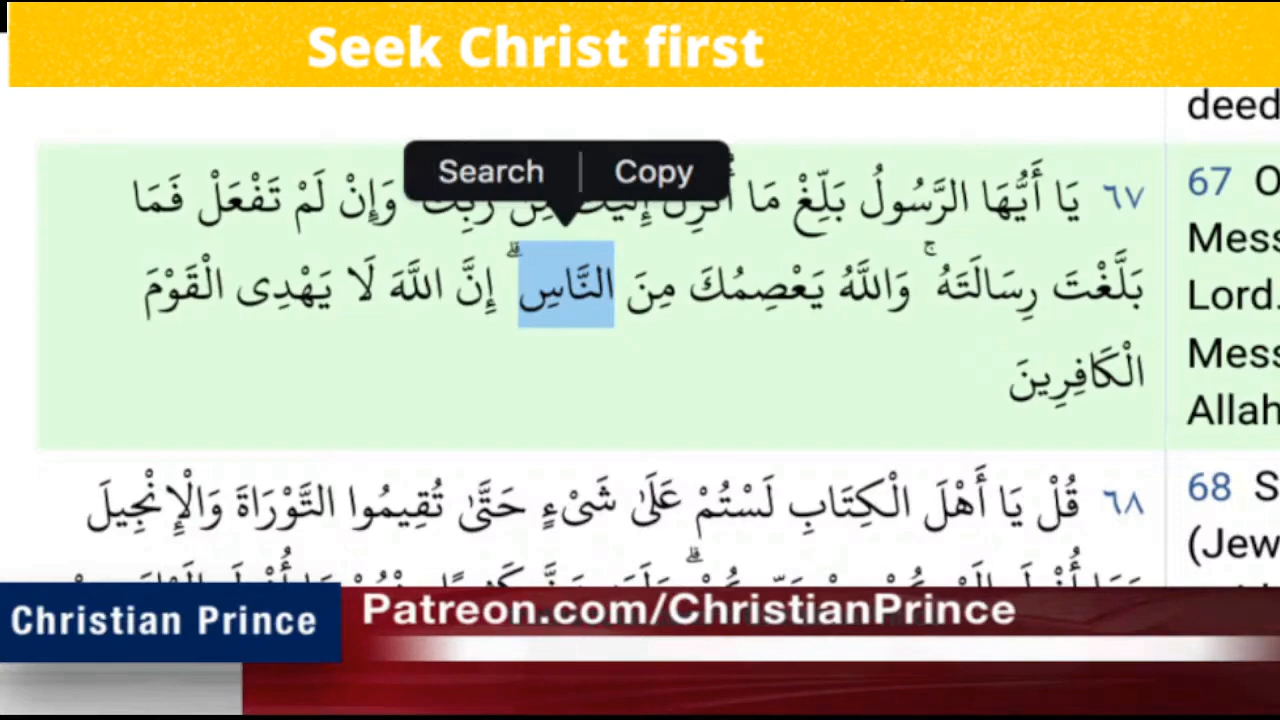 Seek Christ first
deed
Search | Copy
٦٧ يَا أَيُّهَا الرَّسُولُ بَلِّغْ مَا أُنْزِلَ إِلَيْكَ مِنْ رَبِّكَ وَإِنْ لَمْ تَفْعَلْ فَمَا
بَلَّغْتَ رِسَالَتَهُ ۚ وَاللَّهُ يَعْصِمُكَ مِنَ النَّاسِ ۗ إِنَّ اللَّهَ لَا يَهْدِى الْقَوْمَ
الْكَافِرِينَ
67 O
Mess
Lord.
Mess
Allah
٦٨ قُلْ يَا أَهْلَ الْكِتَابِ لَسْتُمْ عَلَىٰ شَىْءٍ حَتَّىٰ تُقِيمُوا التَّوْرَاةَ وَالْإِنْجِيلَ
68 S
(Jew
Christian Prince
Patreon.com/ChristianPrince